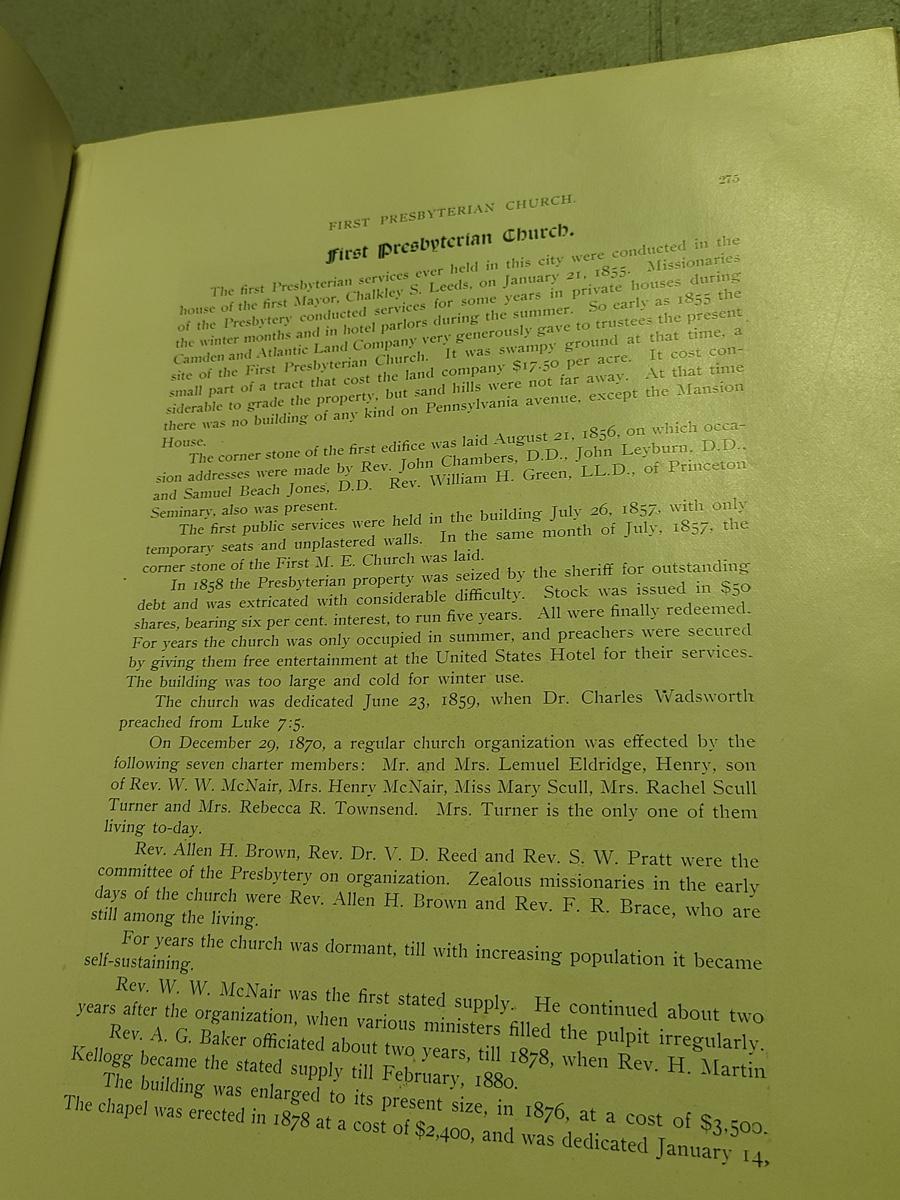 275
FIRST PRESBYTERIAN CHURCH.
First Presbyterian Church.
The first Presbyterian services ever held in this city were conducted in the
house of the first Mayor, Chalkley S. Leeds, on January 21, 1855. Missionaries
of the Presbytery conducted services for some years in private houses during
the winter months and in hotel parlors during the summer. So early as 1855 the
Camden and Atlantic Land Company very generously gave to trustees the present
site of the First Presbyterian Church. It was swampy ground at that time, a
small part of a tract that cost the land company $17.50 per acre. It cost con-
siderable to grade the property, but sand hills were not far away. At that time
there was no building of any kind on Pennsylvania avenue, except the Mansion
House.
The corner stone of the first edifice was laid August 21, 1856, on which occa-
sion addresses were made by Rev. John Chambers, D.D., John Leyburn, D.D.,
and Samuel Beach Jones, D.D. Rev. William H. Green, LL.D., of Princeton
Seminary, also was present.
The first public services were held in the building July 26, 1857, with only
temporary seats and unplastered walls. In the same month of July, 1857, the
corner stone of the First M. E. Church was laid.
In 1858 the Presbyterian property was seized by the sheriff for outstanding
debt and was extricated with considerable difficulty. Stock was issued in $50
shares, bearing six per cent. interest, to run five years. All were finally redeemed.
For years the church was only occupied in summer, and preachers were secured
by giving them free entertainment at the United States Hotel for their services.
The building was too large and cold for winter use.
The church was dedicated June 23, 1859, when Dr. Charles Wadsworth
preached from Luke 7:5.
On December 29, 1870, a regular church organization was effected by the
following seven charter members: Mr. and Mrs. Lemuel Eldridge, Henry, son
of Rev. W. W. McNair, Mrs. Henry McNair, Miss Mary Scull, Mrs. Rachel Scull
Turner and Mrs. Rebecca R. Townsend. Mrs. Turner is the only one of them
living to-day.
Rev. Allen H. Brown, Rev. Dr. V. D. Reed and Rev. S. W. Pratt were the
committee of the Presbytery on organization. Zealous missionaries in the early
days of the church were Rev. Allen H. Brown and Rev. F. R. Brace, who are
still among the living.
For years the church was dormant, till with increasing population it became
self-sustaining.
Rev. W. W. McNair was the first stated supply. He continued about two
years after the organization, when various ministers filled the pulpit irregularly.
Rev. A. G. Baker officiated about two years, till 1878, when Rev. H. Martin
Kellogg became the stated supply till February, 1880.
The building was enlarged to its present size, in 1876, at a cost of $3,500.
The chapel was erected in 1878 at a cost of $2,400, and was dedicated January 14,